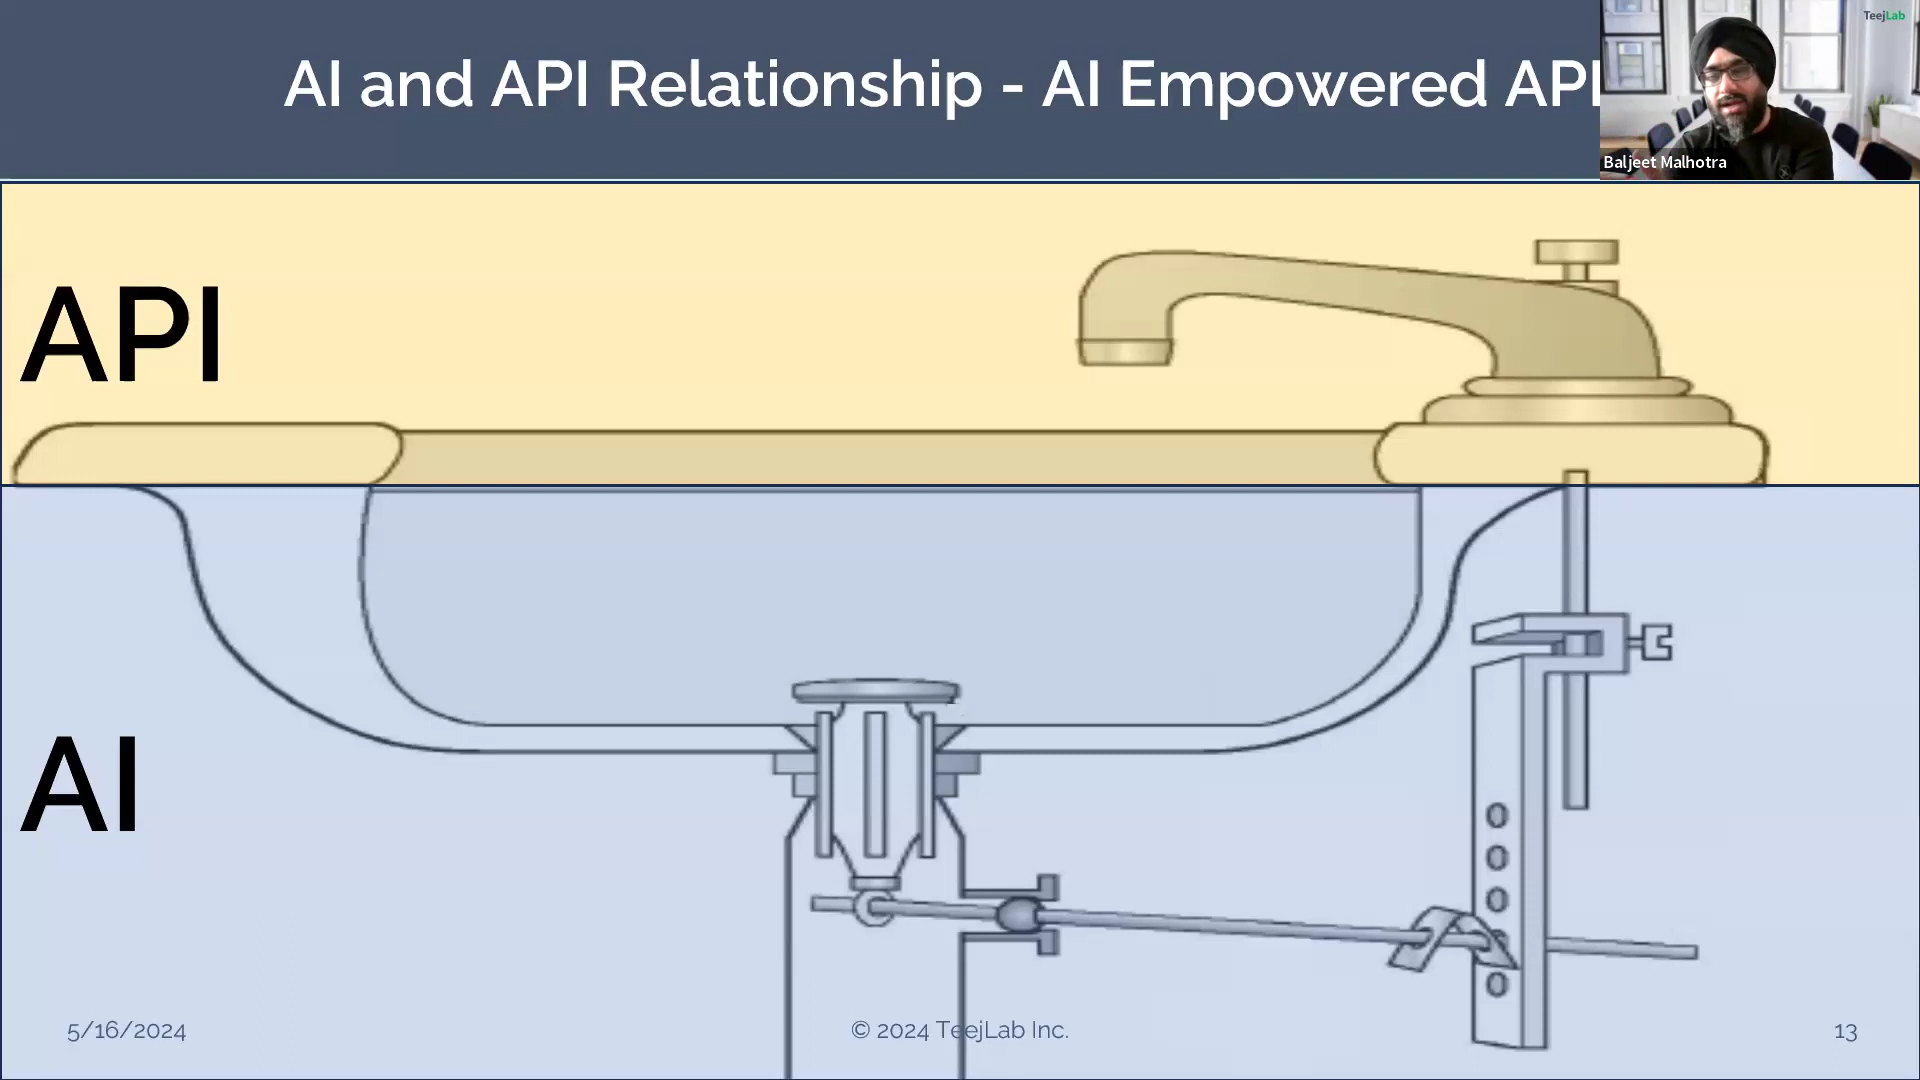 AI and API Relationship - AI Empowered API
TeejLab
Baljeet Malhotra
API
AI
5/16/2024
© 2024 TeejLab Inc.
13